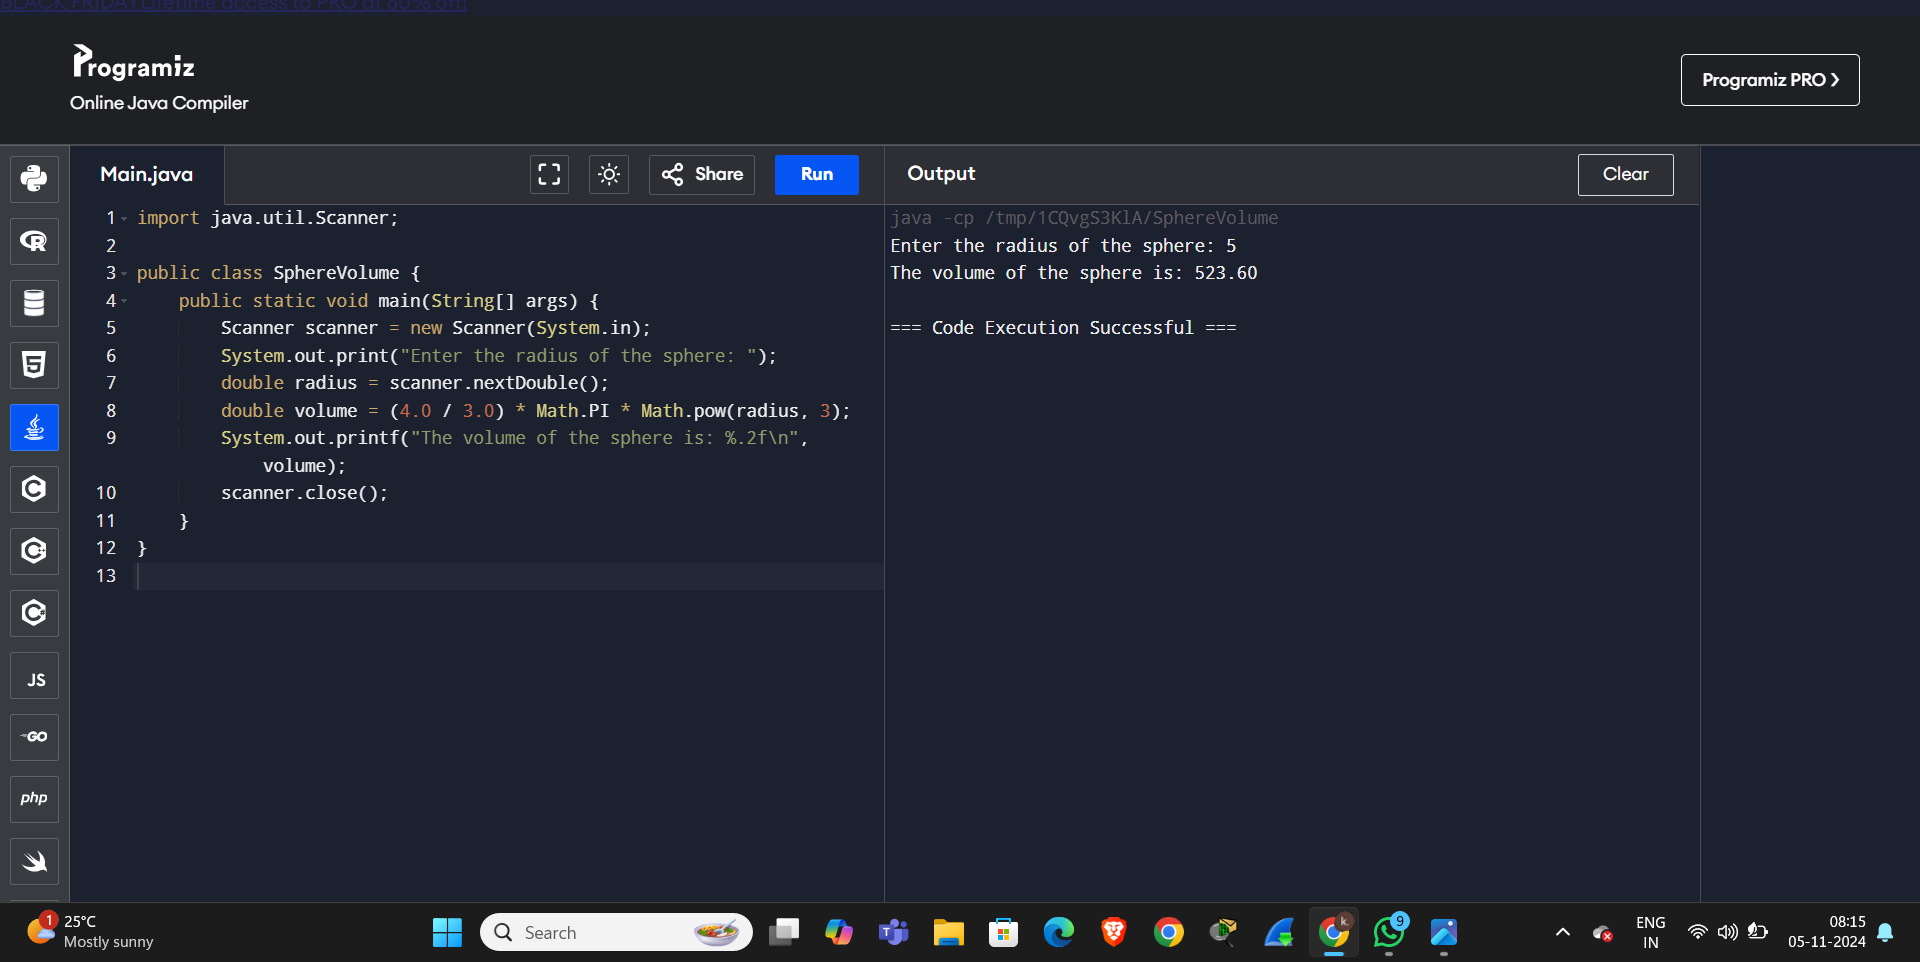 BLACK FRIDAY Lifetime access to PRO at 60% off!
Programiz
Online Java Compiler
Programiz PRO ❯
Main.java
Share
Run
Output
Clear
1 import java.util.Scanner;
2
3 public class SphereVolume {
4     public static void main(String[] args) {
5         Scanner scanner = new Scanner(System.in);
6         System.out.print("Enter the radius of the sphere: ");
7         double radius = scanner.nextDouble();
8         double volume = (4.0 / 3.0) * Math.PI * Math.pow(radius, 3);
9         System.out.printf("The volume of the sphere is: %.2f\n",
            volume);
10         scanner.close();
11     }
12 }
13
java -cp /tmp/1CQvgS3KlA/SphereVolume
Enter the radius of the sphere: 5
The volume of the sphere is: 523.60
=== Code Execution Successful ===
JS
GO
php
1
25°C
Mostly sunny
Search
T
k.
9
ENG
IN
08:15
05-11-2024